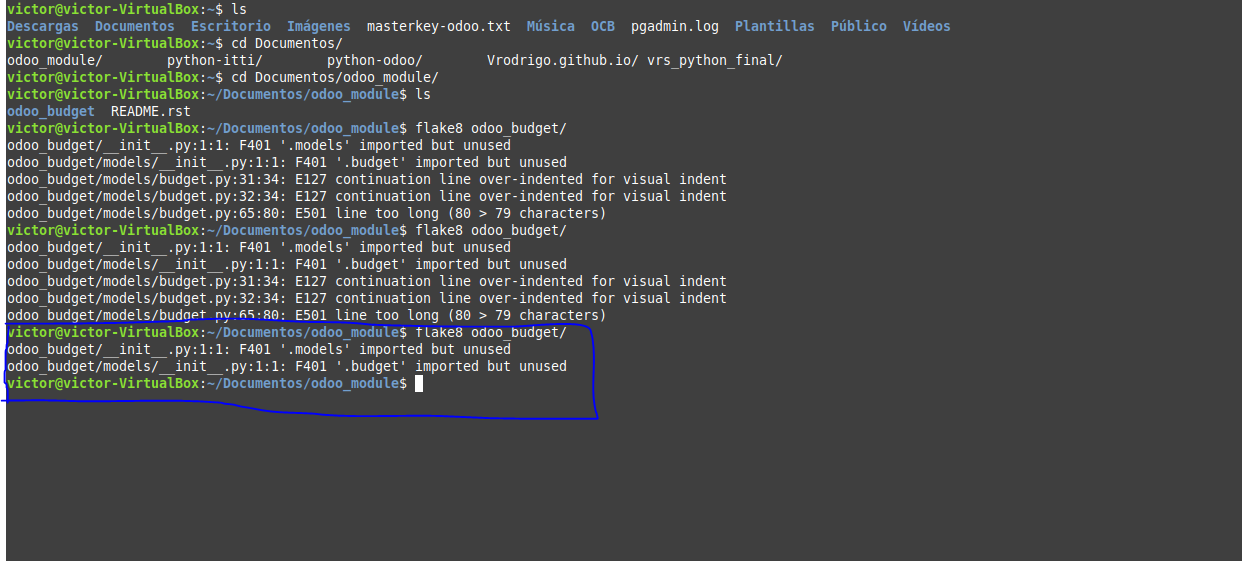 victor@victor-VirtualBox:~$ ls
Descargas  Documentos  Escritorio  Imágenes  masterkey-odoo.txt  Música  OCB  pgadmin.log  Plantillas  Público  Vídeos
victor@victor-VirtualBox:~$ cd Documentos/
odoo_module/        python-itti/        python-odoo/        Vrodrigo.github.io/ vrs_python_final/
victor@victor-VirtualBox:~$ cd Documentos/odoo_module/
victor@victor-VirtualBox:~/Documentos/odoo_module$ ls
odoo_budget  README.rst
victor@victor-VirtualBox:~/Documentos/odoo_module$ flake8 odoo_budget/
odoo_budget/__init__.py:1:1: F401 '.models' imported but unused
odoo_budget/models/__init__.py:1:1: F401 '.budget' imported but unused
odoo_budget/models/budget.py:31:34: E127 continuation line over-indented for visual indent
odoo_budget/models/budget.py:32:34: E127 continuation line over-indented for visual indent
odoo_budget/models/budget.py:65:80: E501 line too long (80 > 79 characters)
victor@victor-VirtualBox:~/Documentos/odoo_module$ flake8 odoo_budget/
odoo_budget/__init__.py:1:1: F401 '.models' imported but unused
odoo_budget/models/__init__.py:1:1: F401 '.budget' imported but unused
odoo_budget/models/budget.py:31:34: E127 continuation line over-indented for visual indent
odoo_budget/models/budget.py:32:34: E127 continuation line over-indented for visual indent
odoo_budget/models/budget.py:65:80: E501 line too long (80 > 79 characters)
victor@victor-VirtualBox:~/Documentos/odoo_module$ flake8 odoo_budget/
odoo_budget/__init__.py:1:1: F401 '.models' imported but unused
odoo_budget/models/__init__.py:1:1: F401 '.budget' imported but unused
victor@victor-VirtualBox:~/Documentos/odoo_module$